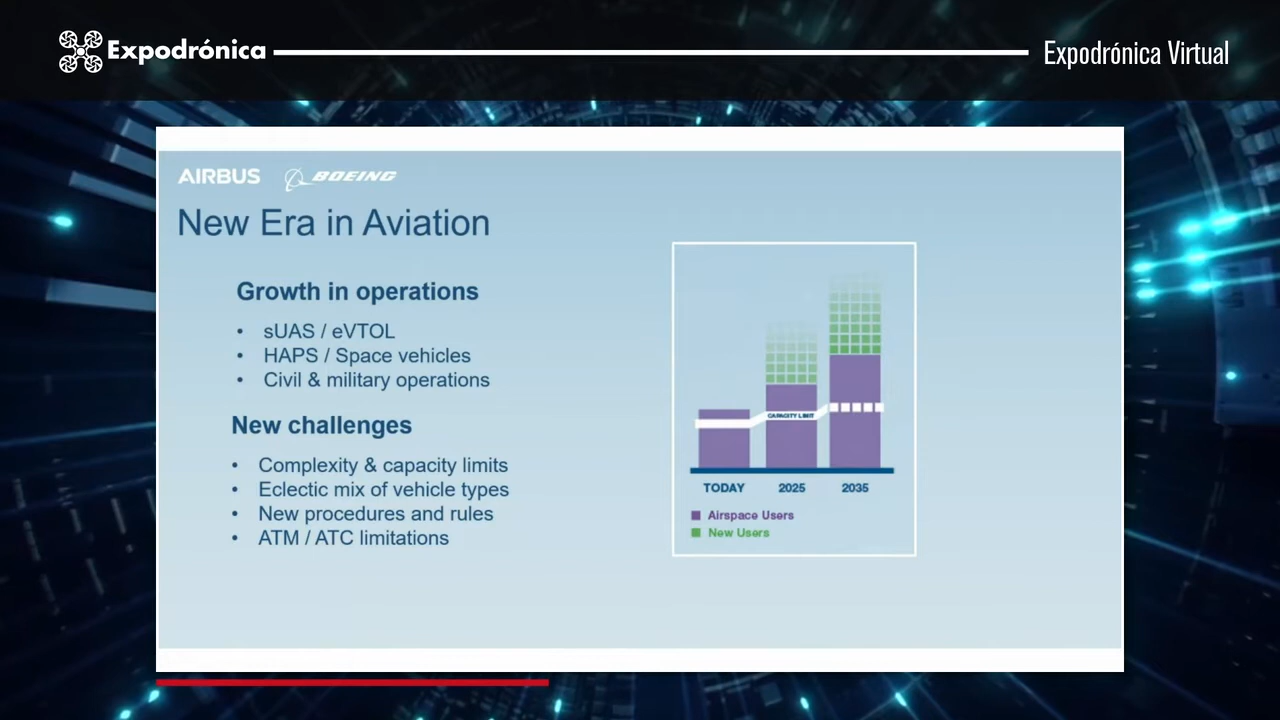 Expodrónica
Expodrónica Virtual
AIRBUS BOEING
New Era in Aviation
Growth in operations
• sUAS / eVTOL
• HAPS / Space vehicles
• Civil & military operations
New challenges
• Complexity & capacity limits
• Eclectic mix of vehicle types
• New procedures and rules
• ATM / ATC limitations
CAPACITY LIMIT
TODAY 2025 2035
Airspace Users
New Users